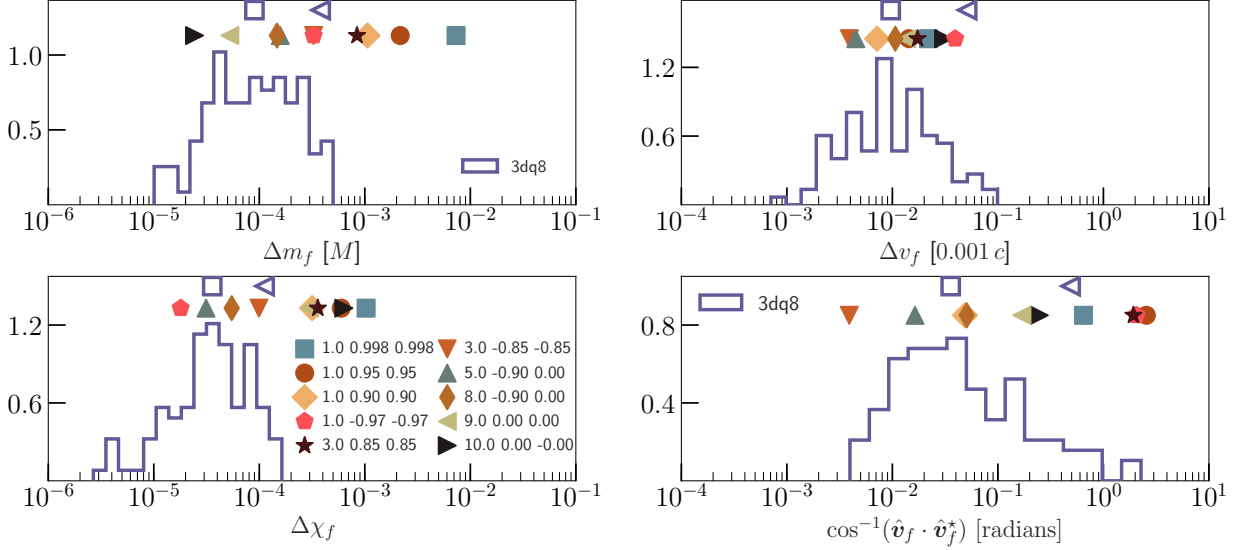 1.0
0.5
3dq8
10⁻⁶ 10⁻⁵ 10⁻⁴ 10⁻³ 10⁻² 10⁻¹
Δm_f [M]
1.2
0.6
10⁻⁴ 10⁻³ 10⁻² 10⁻¹ 10⁰ 10¹
Δv_f [0.001 c]
1.2
0.6
1.0 0.998 0.998
1.0 0.95 0.95
1.0 0.90 0.90
1.0 -0.97 -0.97
3.0 0.85 0.85
3.0 -0.85 -0.85
5.0 -0.90 0.00
8.0 -0.90 0.00
9.0 0.00 0.00
10.0 0.00 -0.00
10⁻⁶ 10⁻⁵ 10⁻⁴ 10⁻³ 10⁻² 10⁻¹
Δχ_f
3dq8
0.8
0.4
10⁻⁴ 10⁻³ 10⁻² 10⁻¹ 10⁰ 10¹
cos⁻¹(v̂_f · v̂_f^⋆) [radians]